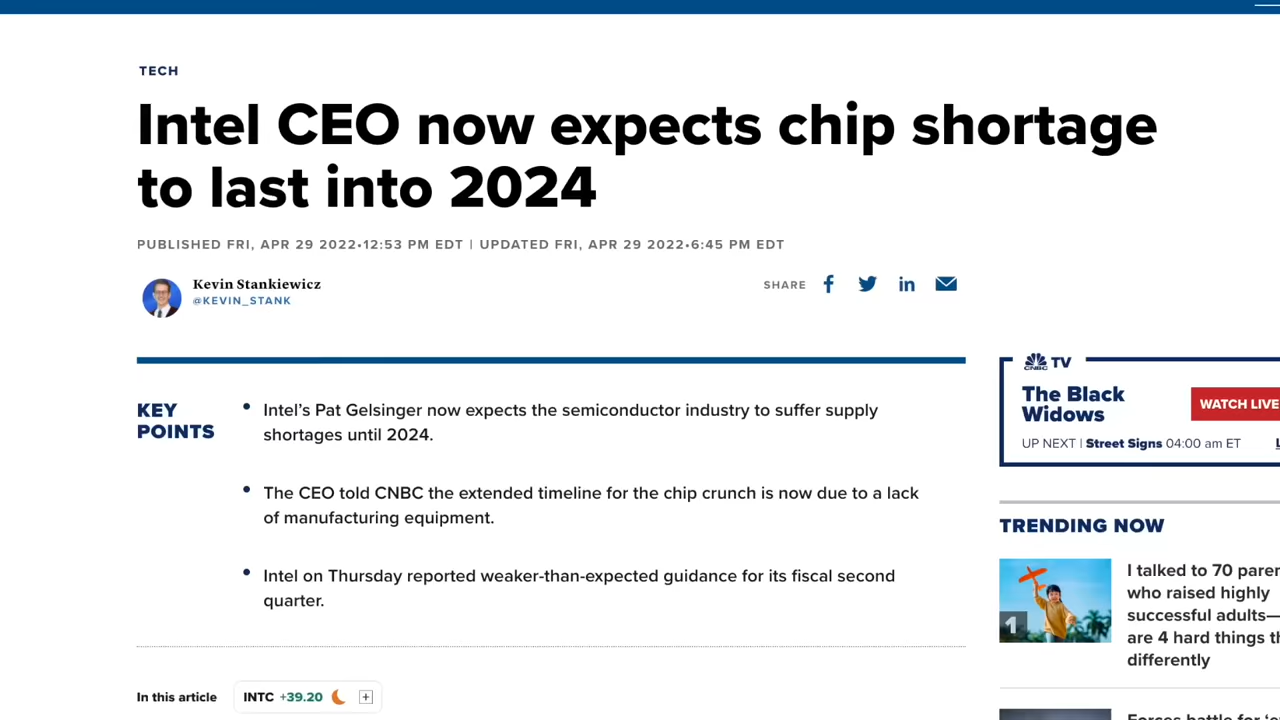 TECH
Intel CEO now expects chip shortage
to last into 2024
PUBLISHED FRI, APR 29 2022•12:53 PM EDT | UPDATED FRI, APR 29 2022•6:45 PM EDT
Kevin Stankiewicz
@KEVIN_STANK
SHARE
KEY
POINTS
• Intel’s Pat Gelsinger now expects the semiconductor industry to suffer supply
shortages until 2024.
• The CEO told CNBC the extended timeline for the chip crunch is now due to a lack
of manufacturing equipment.
• Intel on Thursday reported weaker-than-expected guidance for its fiscal second
quarter.
In this article
INTC +39.20
CNBC TV
The Black
Widows
WATCH LIVE
UP NEXT | Street Signs 04:00 am ET
TRENDING NOW
1
I talked to 70
who raised highly
successful adults—
are 4 hard things
differently
Forces battle for